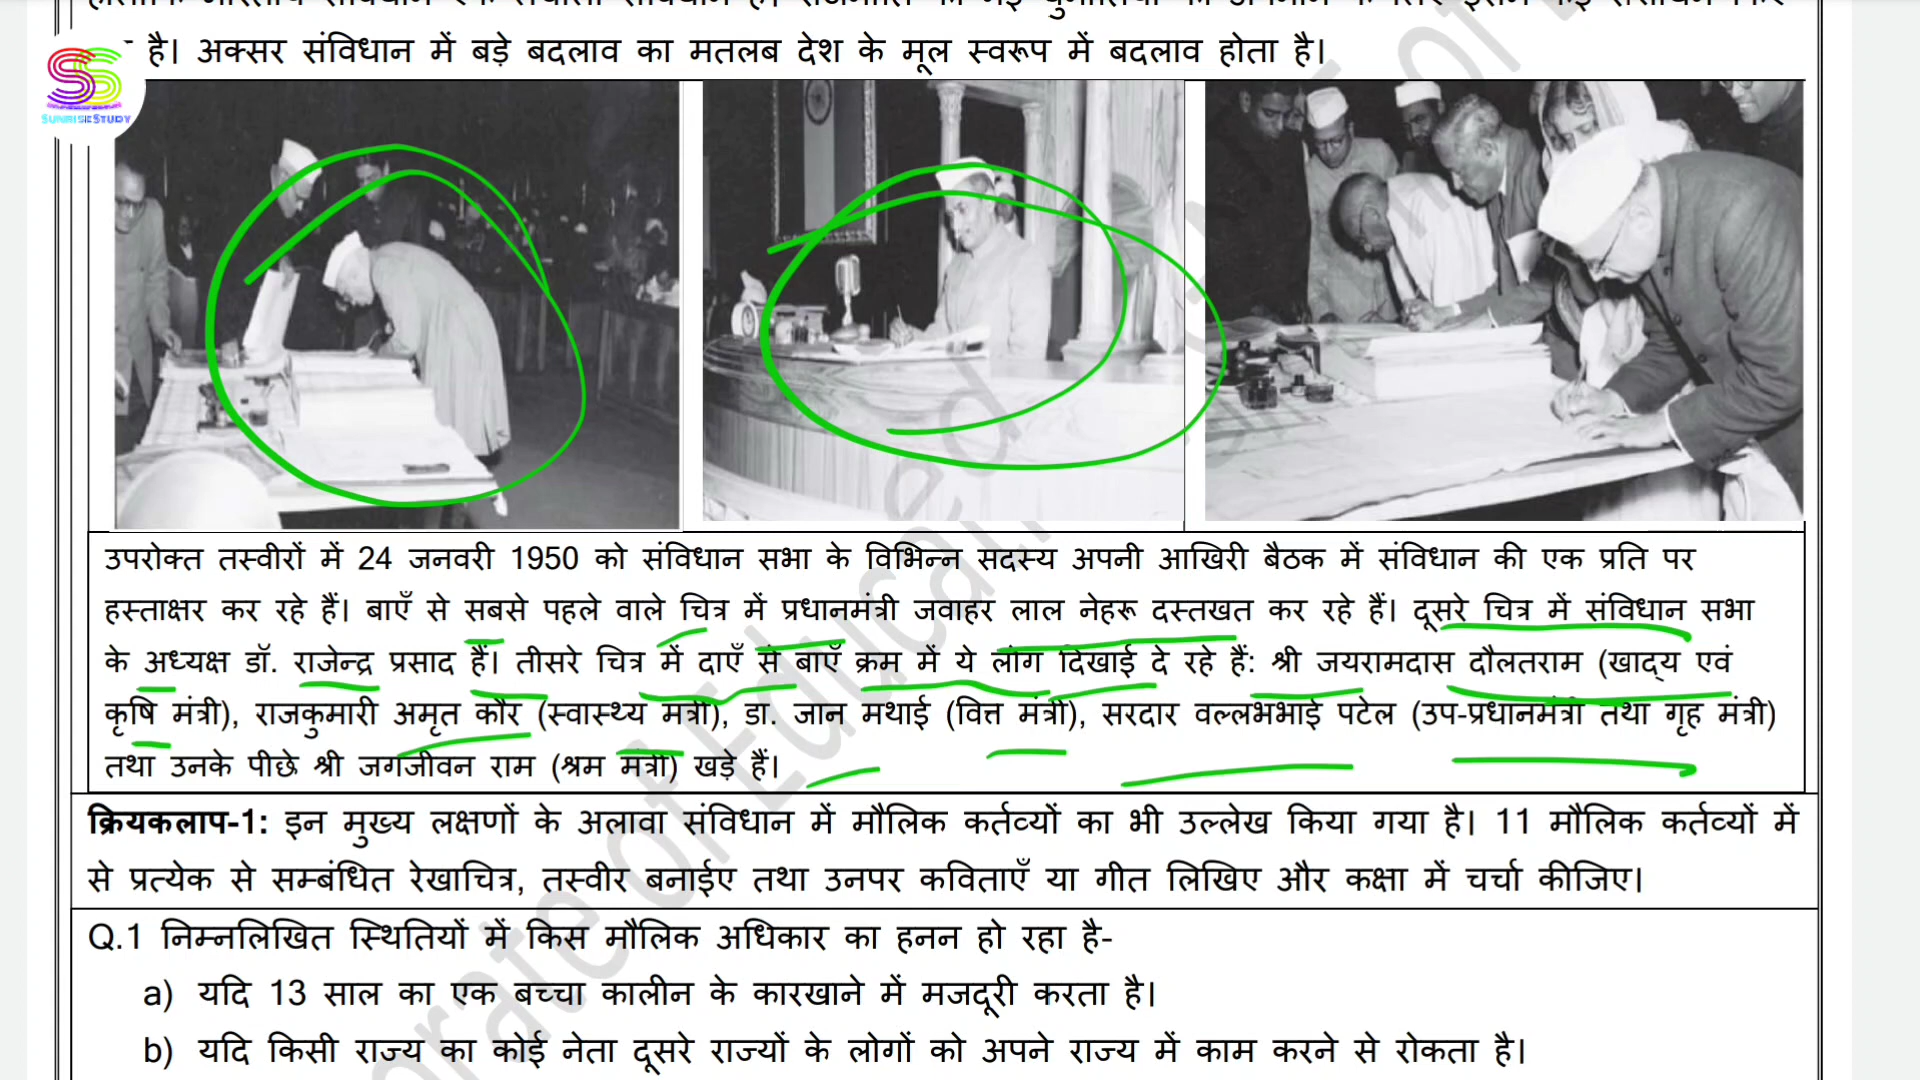 है। अक्सर संविधान में बड़े बदलाव का मतलब देश के मूल स्वरूप में बदलाव होता है।
SUNRISE STUDY
उपरोक्त तस्वीरों में 24 जनवरी 1950 को संविधान सभा के विभिन्न सदस्य अपनी आखिरी बैठक में संविधान की एक प्रति पर
हस्ताक्षर कर रहे हैं। बाएँ से सबसे पहले वाले चित्र में प्रधानमंत्री जवाहर लाल नेहरू दस्तखत कर रहे हैं। दूसरे चित्र में संविधान सभा
के अध्यक्ष डॉ. राजेन्द्र प्रसाद हैं। तीसरे चित्र में दाएँ से बाएँ क्रम में ये लोग दिखाई दे रहे हैं: श्री जयरामदास दौलतराम (खाद्य एवं
कृषि मंत्री), राजकुमारी अमृत कौर (स्वास्थ्य मंत्री), डा. जॉन मथाई (वित्त मंत्री), सरदार वल्लभभाई पटेल (उप-प्रधानमंत्री तथा गृह मंत्री)
तथा उनके पीछे श्री जगजीवन राम (श्रम मंत्री) खड़े हैं।
क्रियकलाप-1: इन मुख्य लक्षणों के अलावा संविधान में मौलिक कर्तव्यों का भी उल्लेख किया गया है। 11 मौलिक कर्तव्यों में
से प्रत्येक से सम्बंधित रेखाचित्र, तस्वीर बनाईए तथा उनपर कविताएँ या गीत लिखिए और कक्षा में चर्चा कीजिए।
Q.1 निम्नलिखित स्थितियों में किस मौलिक अधिकार का हनन हो रहा है-
a) यदि 13 साल का एक बच्चा कालीन के कारखाने में मजदूरी करता है।
b) यदि किसी राज्य का कोई नेता दूसरे राज्यों के लोगों को अपने राज्य में काम करने से रोकता है।